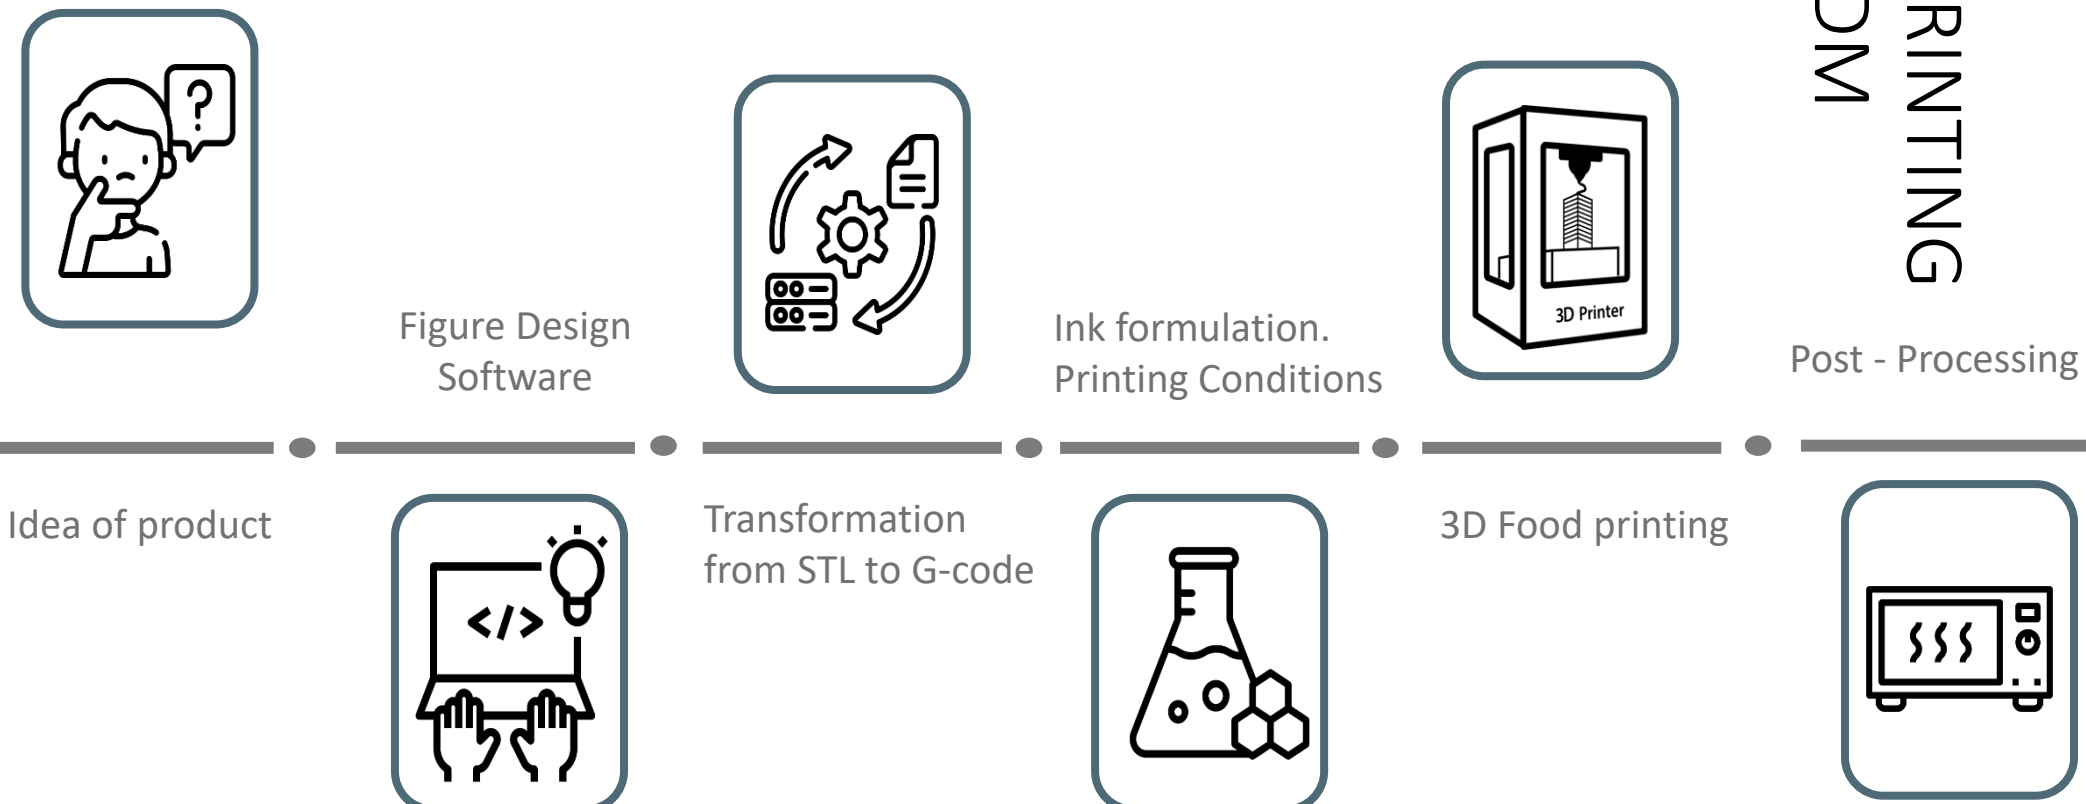 Idea of product
Figure Design
Software
</>
?
Transformation
from STL to G-code
Ink formulation.
Printing Conditions
3D Printer
3D Food printing
Post - Processing